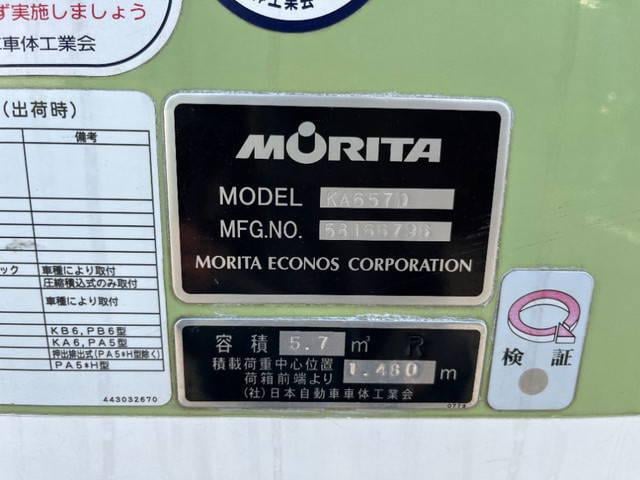 ず実施しましょう
車体工業会
工業会
(出荷時)
備考
ック 車種により取付
圧縮積込式のみ取付
車種により取付
KB6,PB6型
KA6,PA5型
押出排出式(PA5*H型除く)
PA5*H型
443032670
MORITA
MODEL KA6570
MFG.NO.
MORITA ECONOS CORPORATION
容積 5.7 m³ R
積載荷重中心位置
荷箱前端より 1.480 m
(社)日本自動車車体工業会
0774
検証